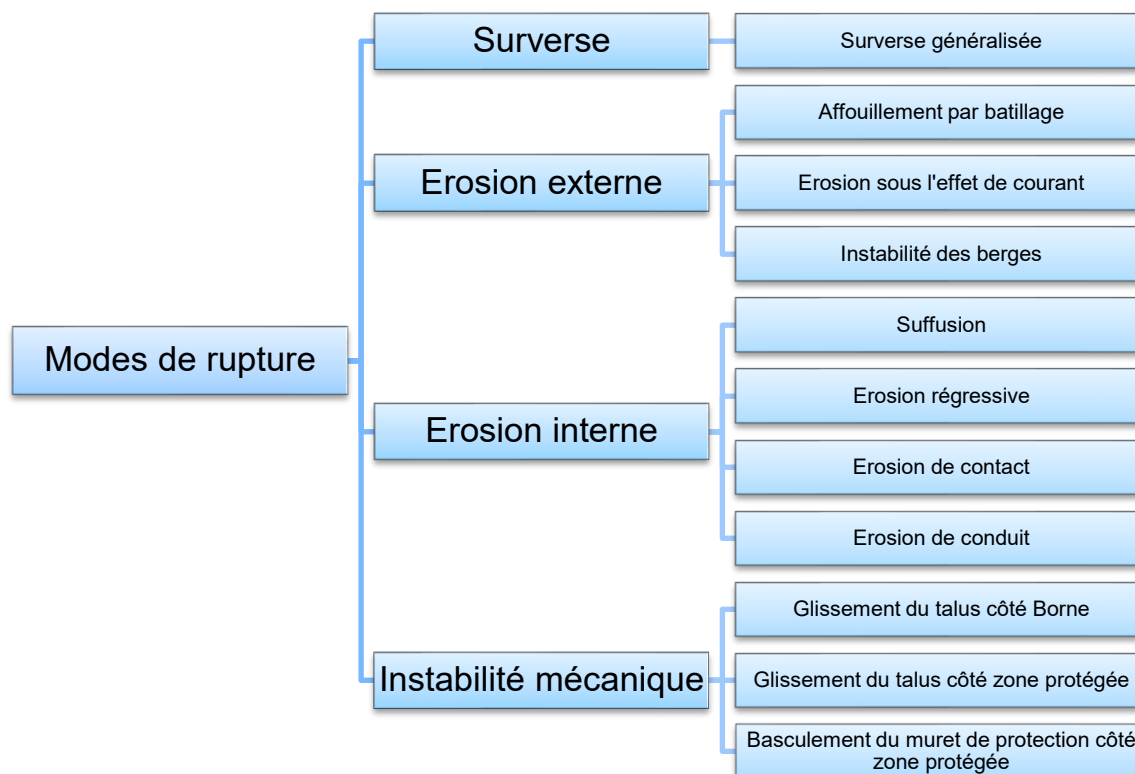 Modes de rupture
Surverse
Surverse généralisée
Erosion externe
Affouillement par batillage
Erosion sous l'effet de courant
Instabilité des berges
Erosion interne
Suffusion
Erosion régressive
Erosion de contact
Erosion de conduit
Instabilité mécanique
Glissement du talus côté Borne
Glissement du talus côté zone protégée
Basculement du muret de protection côté
zone protégée